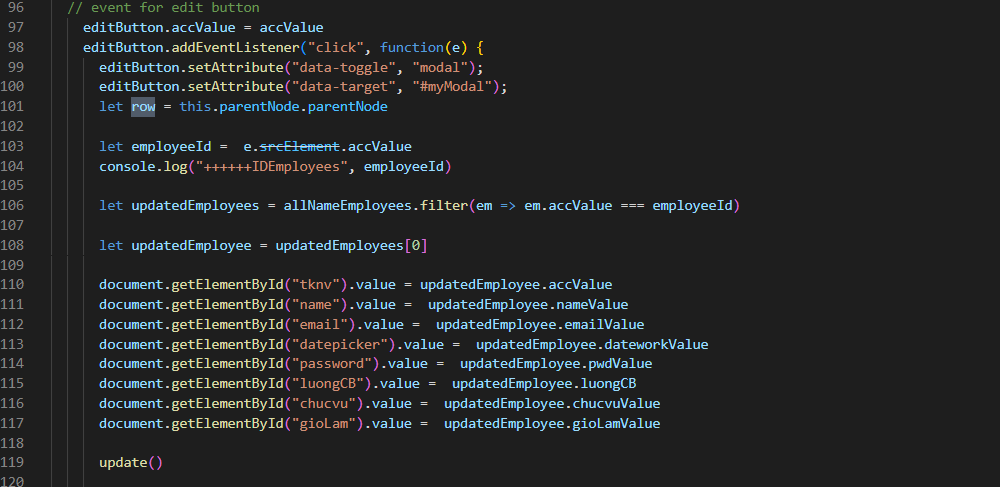 96 // event for edit button
97 editButton.accValue = accValue
98 editButton.addEventListener("click", function(e) {
99 editButton.setAttribute("data-toggle", "modal");
100 editButton.setAttribute("data-target", "#myModal");
101 let row = this.parentNode.parentNode
102
103 let employeeId =  e.srcElement.accValue
104 console.log("++++++IDEmployees", employeeId)
105
106 let updatedEmployees = allNameEmployees.filter(em => em.accValue === employeeId)
107
108 let updatedEmployee = updatedEmployees[0]
109
110 document.getElementById("tknv").value = updatedEmployee.accValue
111 document.getElementById("name").value =  updatedEmployee.nameValue
112 document.getElementById("email").value =  updatedEmployee.emailValue
113 document.getElementById("datepicker").value =  updatedEmployee.dateworkValue
114 document.getElementById("password").value =  updatedEmployee.pwdValue
115 document.getElementById("luongCB").value =  updatedEmployee.luongCB
116 document.getElementById("chucvu").value =  updatedEmployee.chucvuValue
117 document.getElementById("gioLam").value =  updatedEmployee.gioLamValue
118
119 update()
120